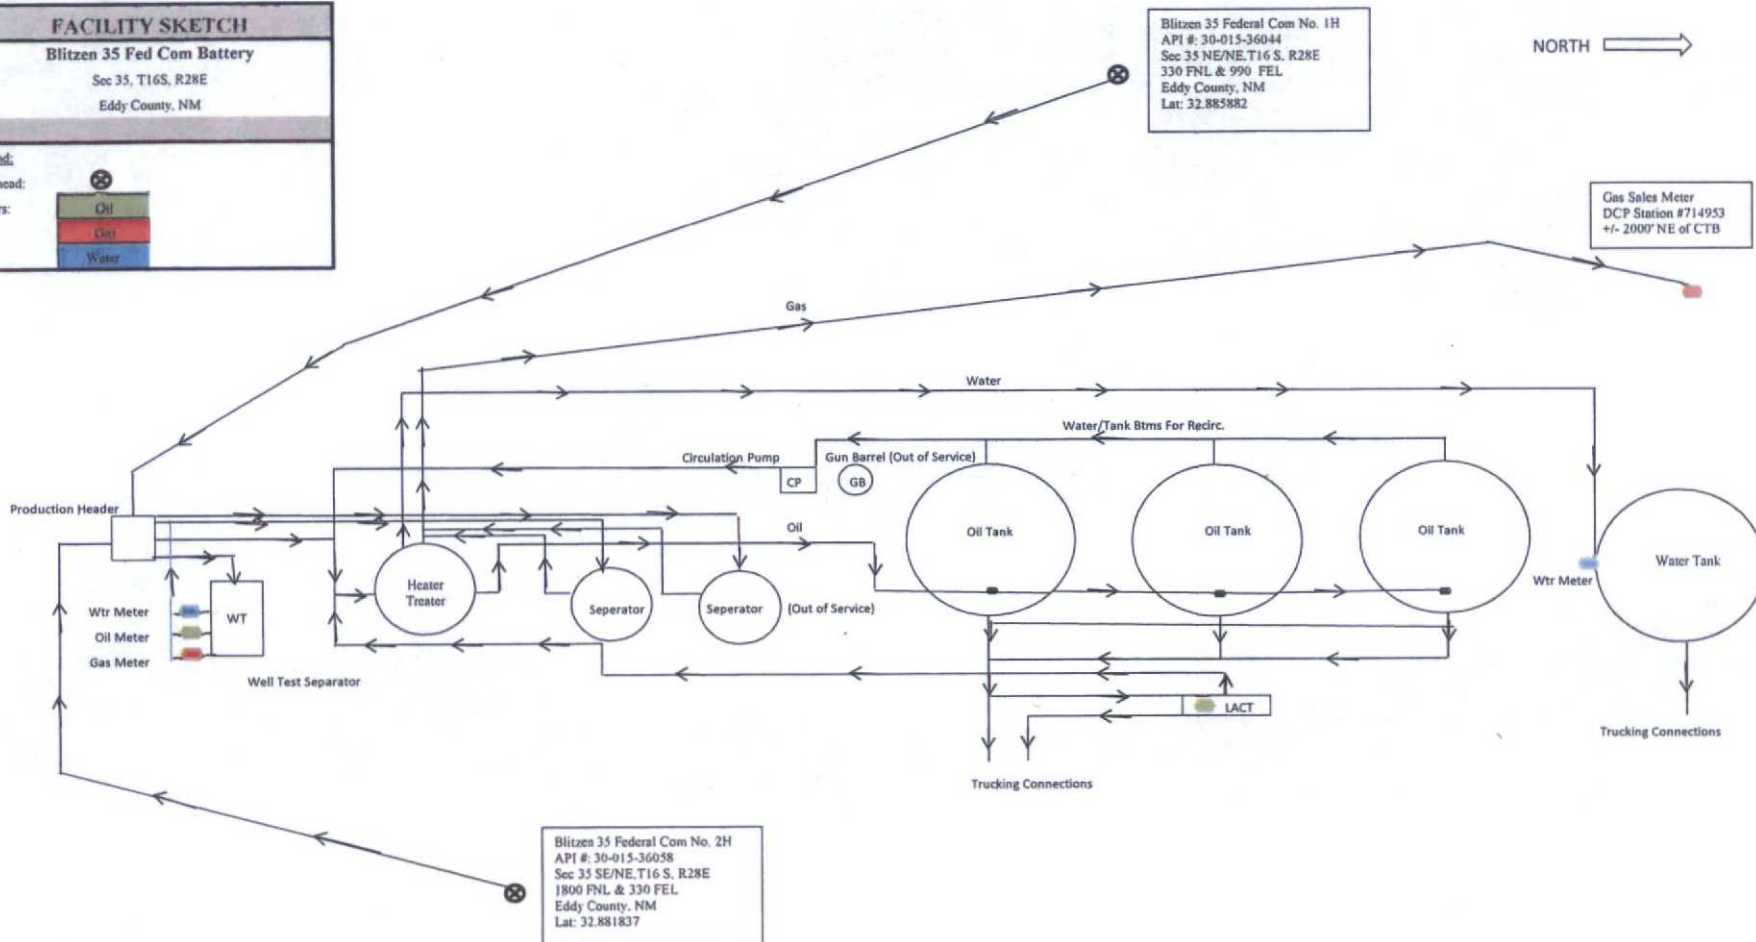 FACILITY SKETCH
Blitzen 35 Fed Com Battery
Sec 35, T16S, R28E
Eddy County, NM
Oil
Gas
Water
Blitzen 35 Federal Com No. 1H
API #: 30-015-36044
Sec 35 NE/NE,T16 S, R28E
330 FNL & 990 FEL
Eddy County, NM
Lat: 32.885882
NORTH
Gas Sales Meter
DCP Station #714953
+/- 2000' NE of CTB
Gas
Water
Water/Tank Btms For Recirc.
Circulation Pump
Gun Barrel (Out of Service)
CP
GB
Production Header
Oil
Oil Tank
Oil Tank
Oil Tank
Water Tank
Wtr Meter
Heater
Treater
Seperator
Seperator
(Out of Service)
Wtr Meter
Oil Meter
Gas Meter
WT
Well Test Separator
LACT
Trucking Connections
Trucking Connections
Blitzen 35 Federal Com No. 2H
API #: 30-015-36058
Sec 35 SE/NE,T16 S, R28E
1800 FNL & 330 FEL
Eddy County, NM
Lat: 32.881837